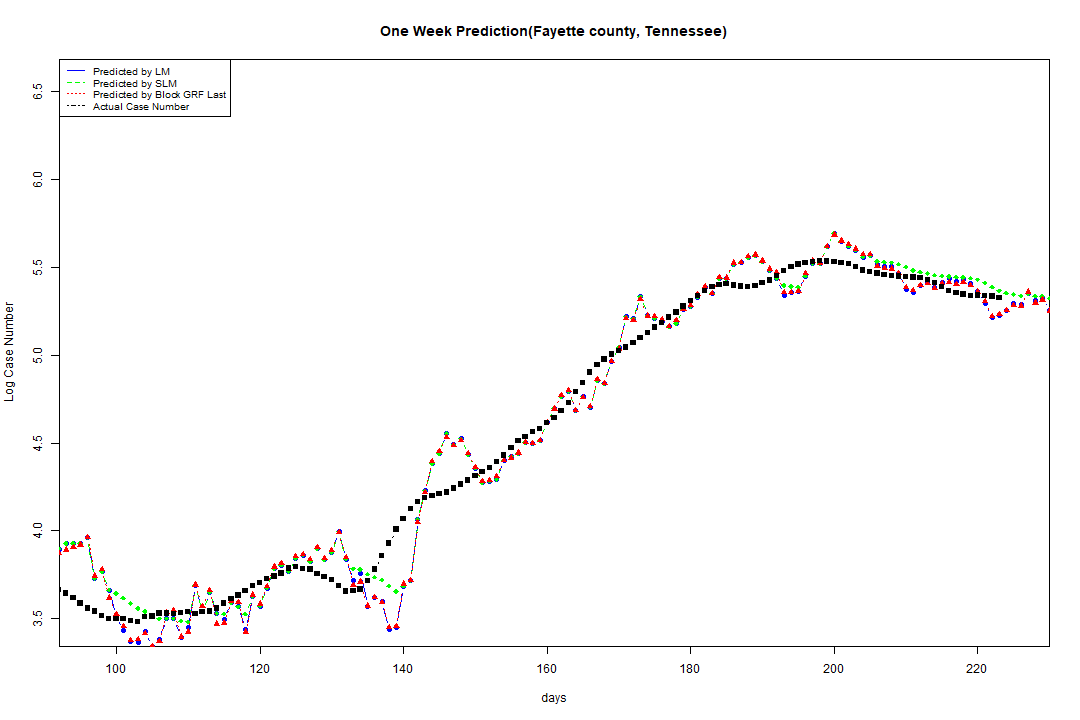 One Week Prediction(Fayette county, Tennessee)
Predicted by LM
Predicted by SLM
Predicted by Block GRF Last
Actual Case Number
6.5
6.0
5.5
5.0
4.5
4.0
3.5
Log Case Number
100 120 140 160 180 200 220
days